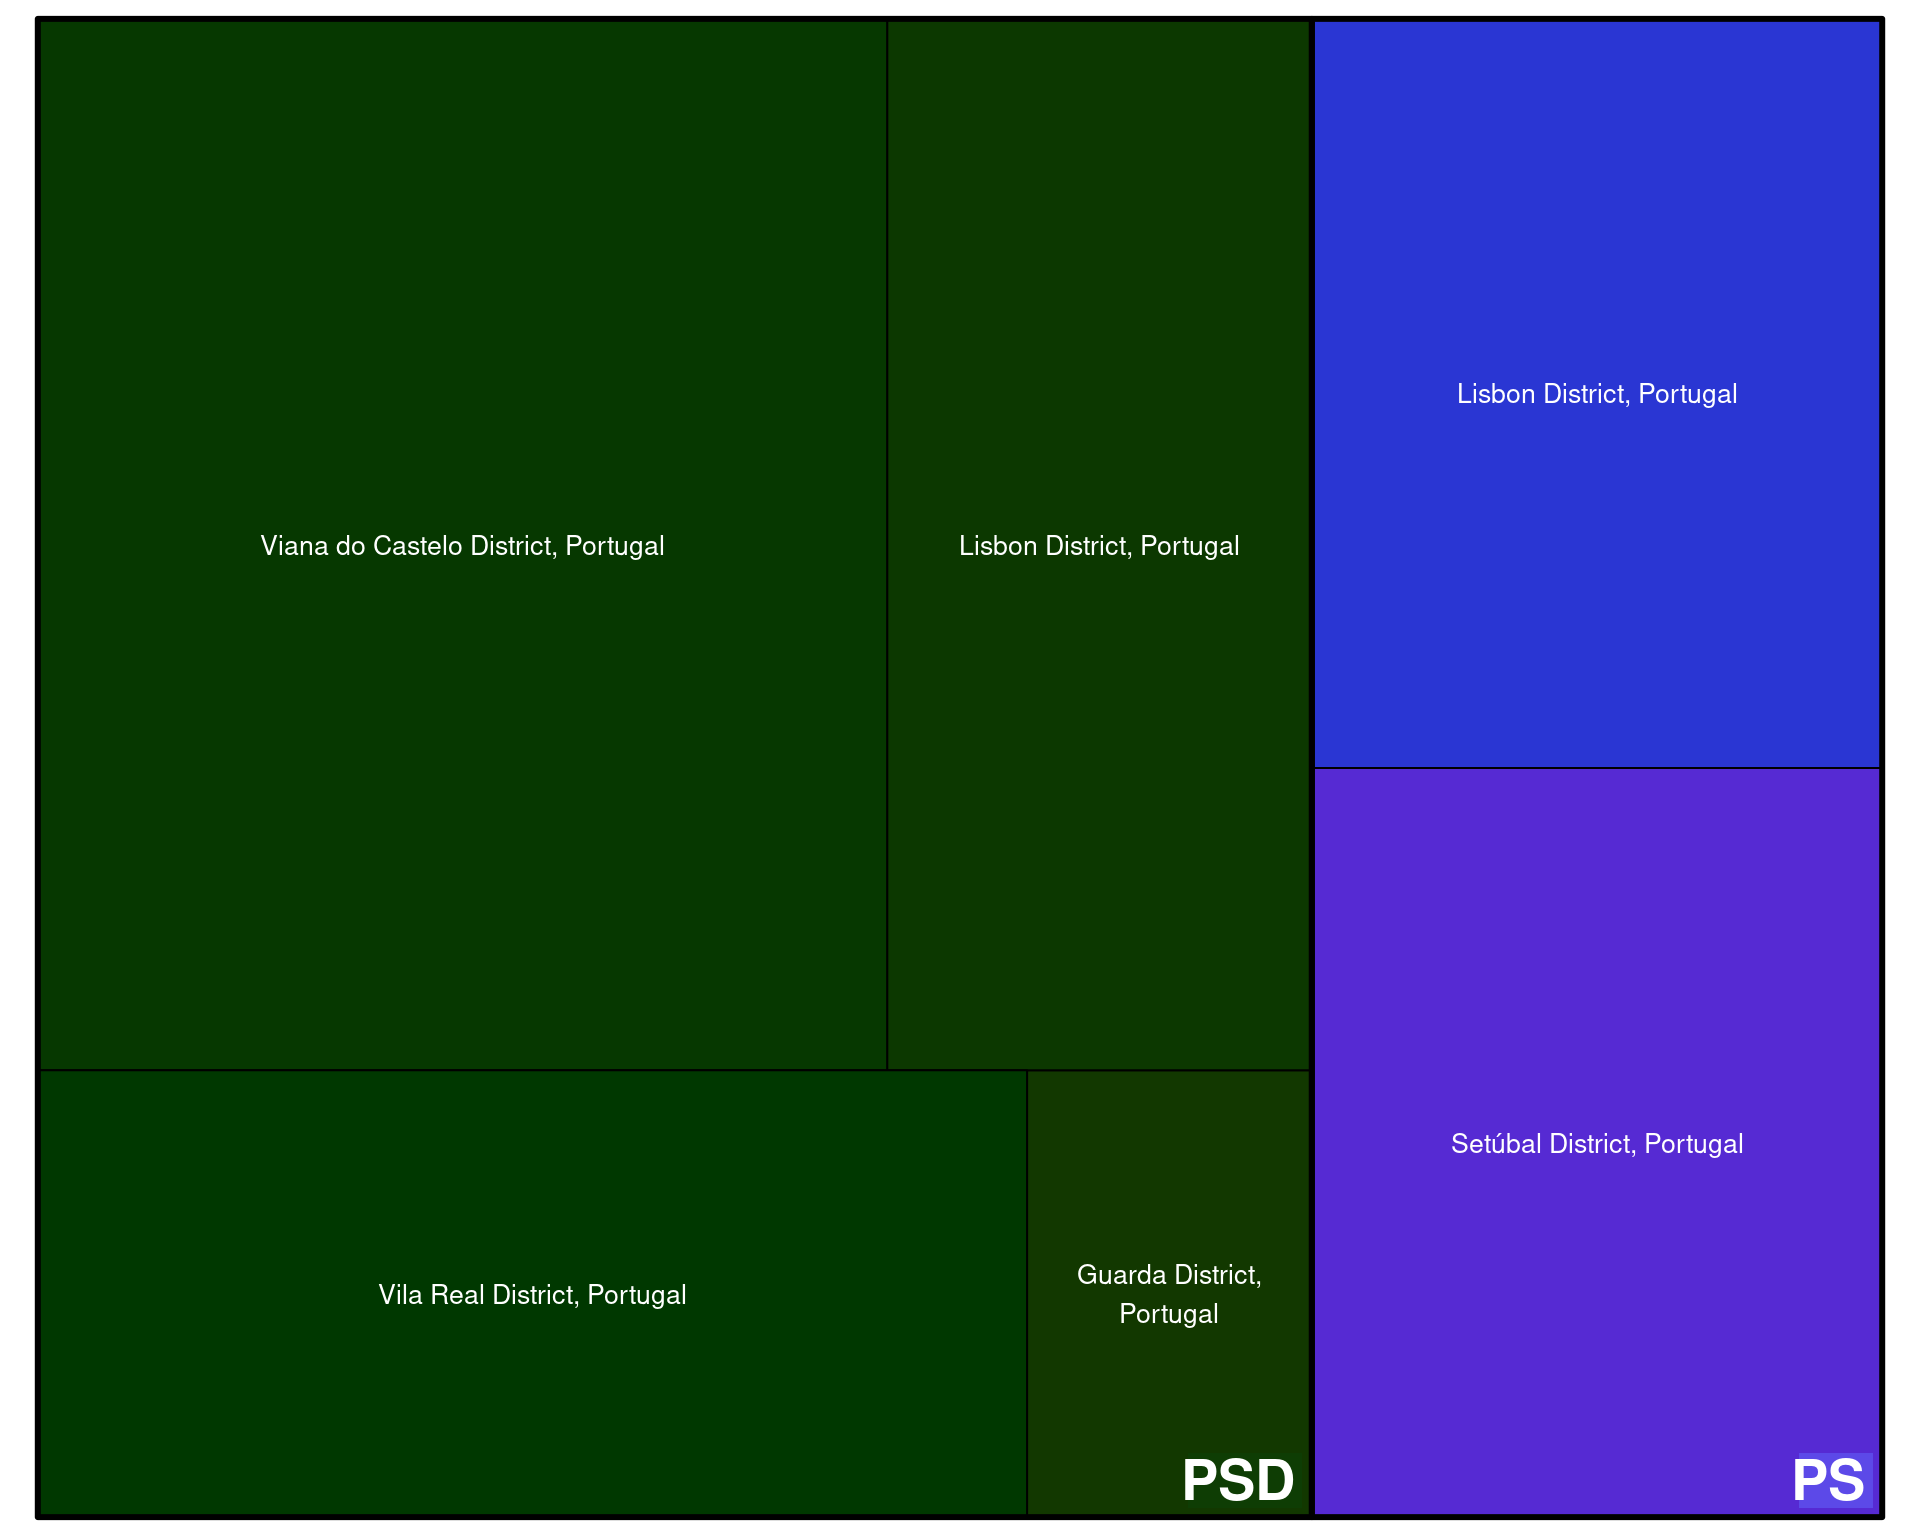 Viana do Castelo District, Portugal
Lisbon District, Portugal
Lisbon District, Portugal
Setúbal District, Portugal
Vila Real District, Portugal
Guarda District,
Portugal
PSD
PS